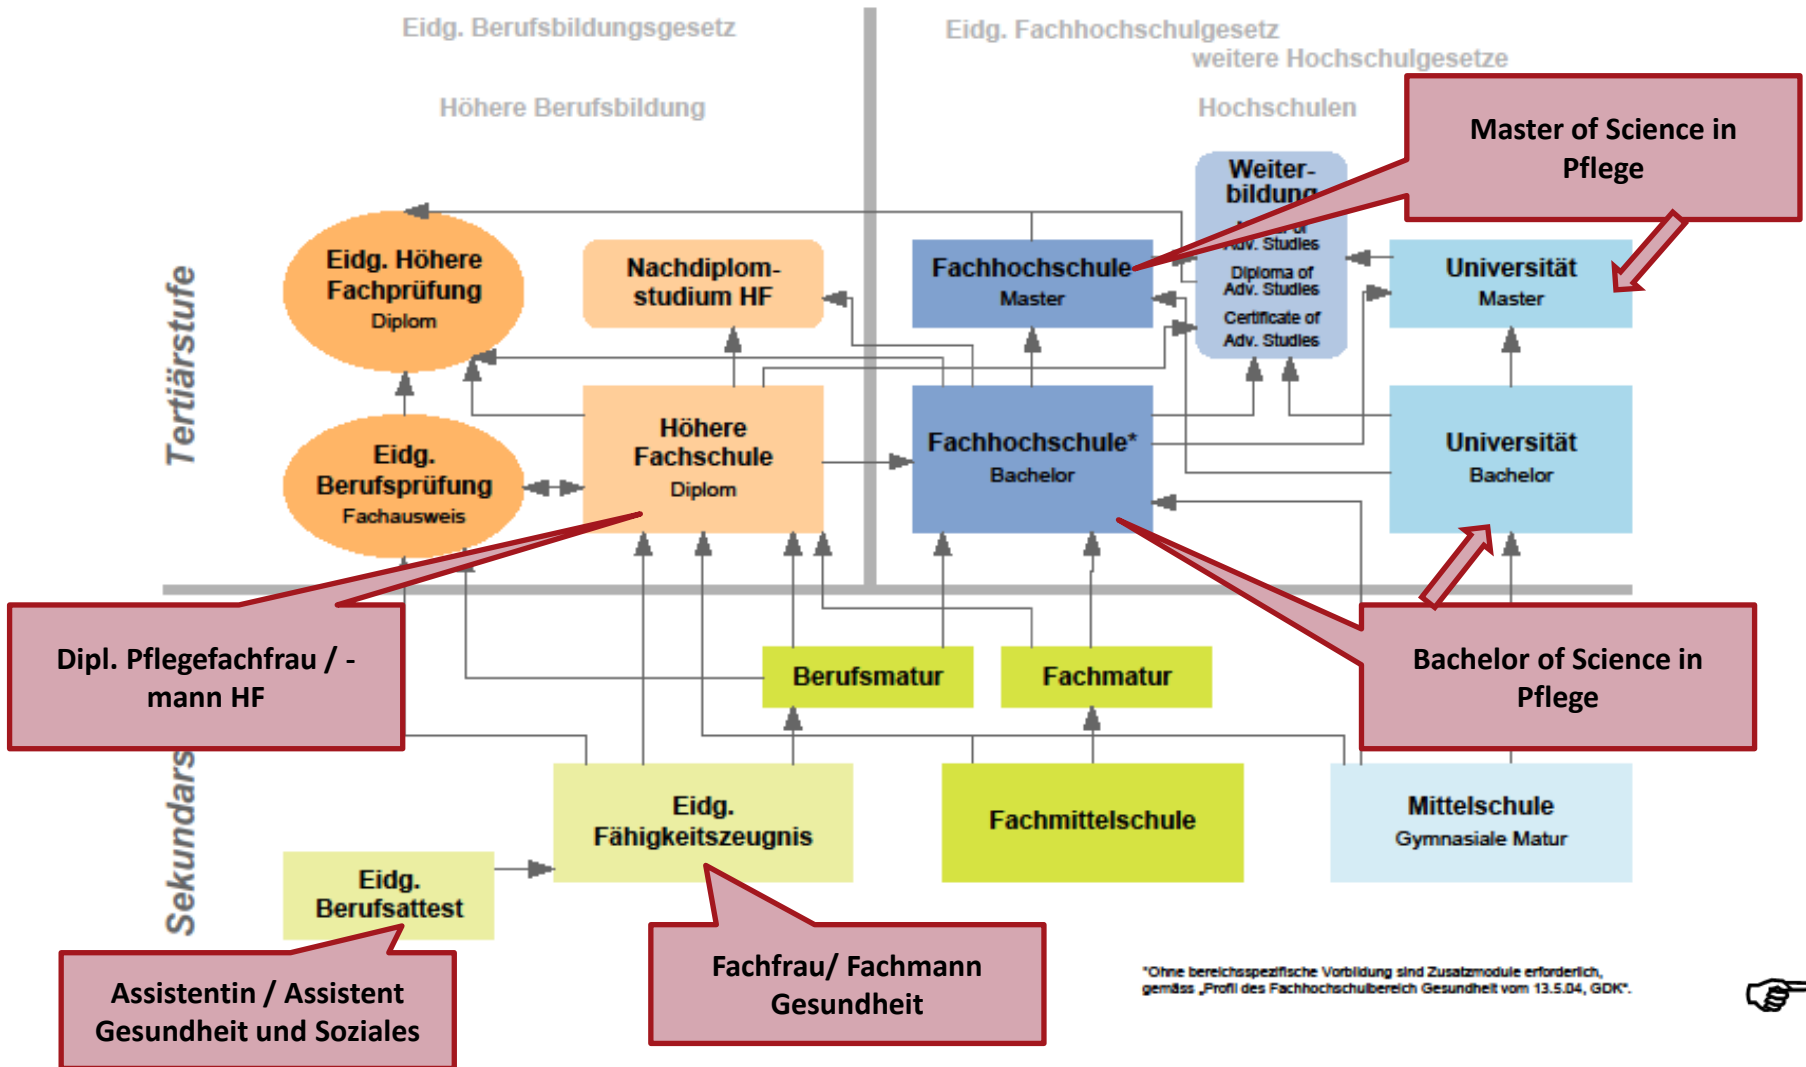 Eidg. Berufsbildungsgesetz
Eidg. Fachhochschulgesetz
weitere Hochschulgesetze
Höhere Berufsbildung
Hochschulen
Master of Science in
Pflege
Weiter-
bildung
Adv. Studies
Diploma of
Adv. Studies
Certificate of
Adv. Studies
Tertiärstufe
Eidg. Höhere
Fachprüfung
Diplom
Nachdiplom-
studium HF
Fachhochschule
Master
Universität
Master
Eidg.
Berufsprüfung
Fachausweis
Höhere
Fachschule
Diplom
Fachhochschule*
Bachelor
Universität
Bachelor
Dipl. Pflegefachfrau / -
mann HF
Berufsmatur
Fachmatur
Bachelor of Science in
Pflege
Sekundars
Eidg.
Fähigkeitszeugnis
Fachmittelschule
Mittelschule
Gymnasiale Matur
Eidg.
Berufsattest
Assistentin / Assistent
Gesundheit und Soziales
Fachfrau/ Fachmann
Gesundheit
*Ohne bereichsspezifische Vorbildung sind Zusatzmodule erforderlich,
gemäss „Profil des Fachhochschulbereich Gesundheit vom 13.5.04, GDK“.